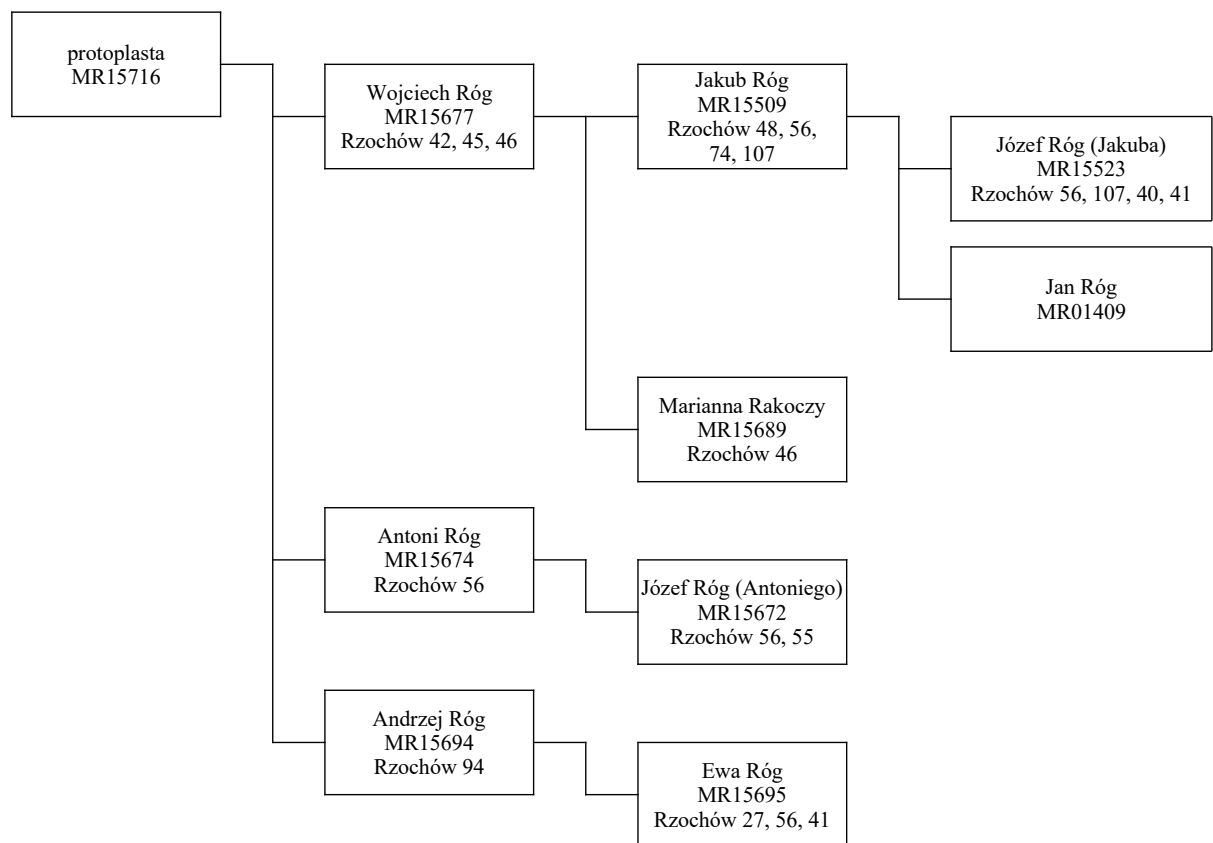 protoplasta
MR15716
Wojciech Róg
MR15677
Rzochów 42, 45, 46
Jakub Róg
MR15509
Rzochów 48, 56,
74, 107
Józef Róg (Jakuba)
MR15523
Rzochów 56, 107, 40, 41
Jan Róg
MR01409
Marianna Rakoczy
MR15689
Rzochów 46
Antoni Róg
MR15674
Rzochów 56
Józef Róg (Antoniego)
MR15672
Rzochów 56, 55
Andrzej Róg
MR15694
Rzochów 94
Ewa Róg
MR15695
Rzochów 27, 56, 41